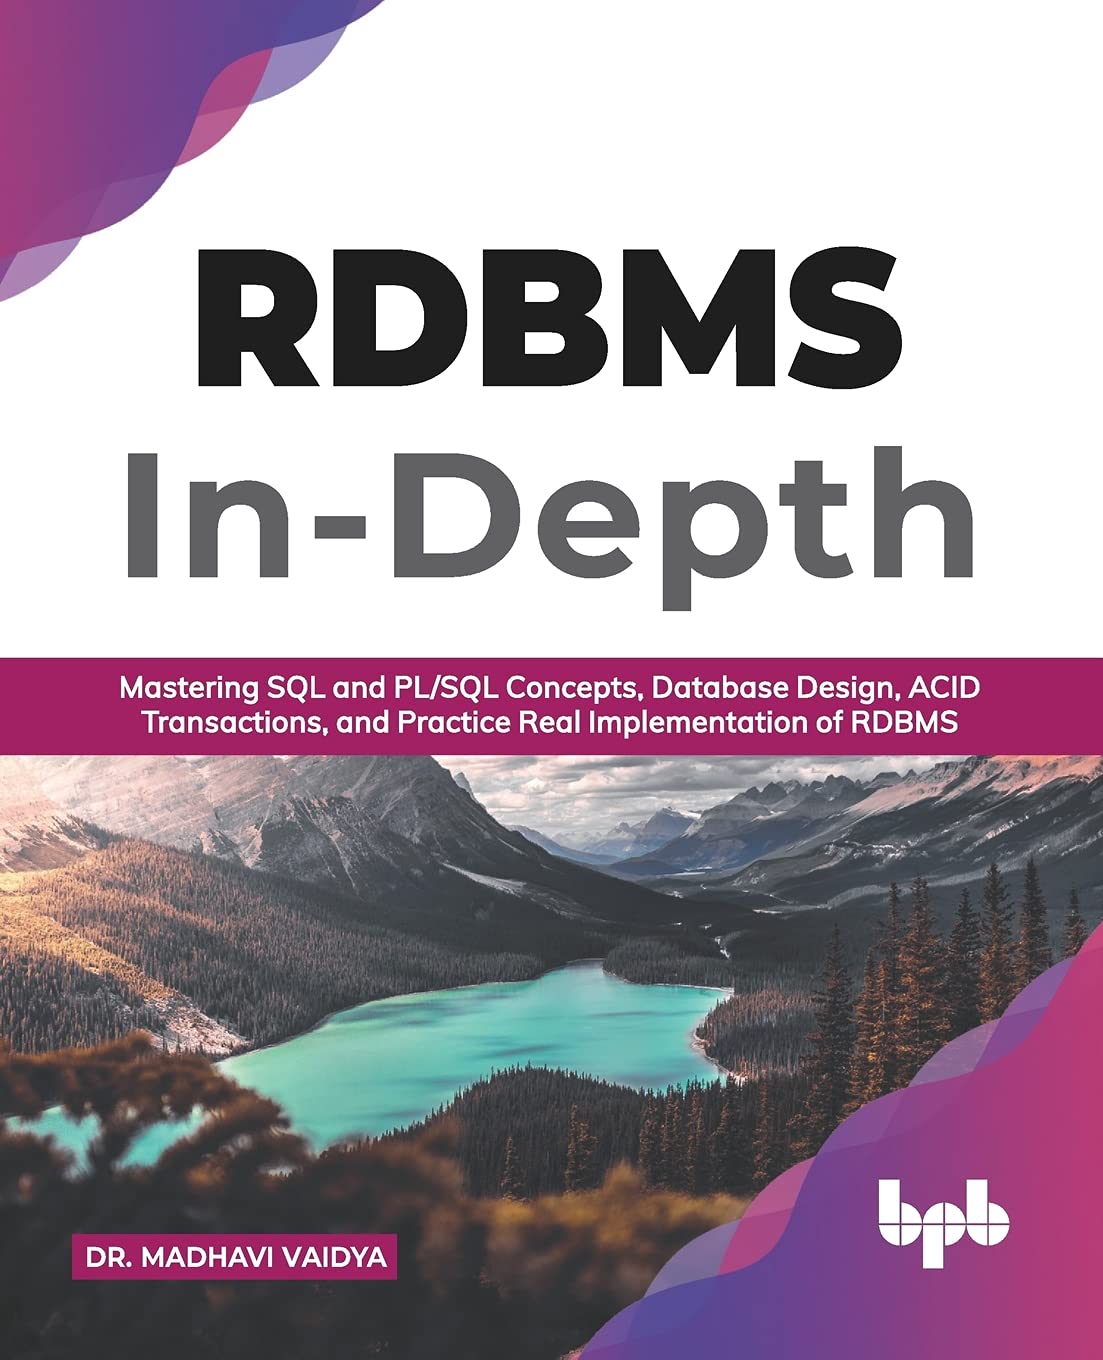 RDBMS
In-Depth
Mastering SQL and PL/SQL Concepts, Database Design, ACID
Transactions, and Practice Real Implementation of RDBMS
DR. MADHAVI VAIDYA
bpb